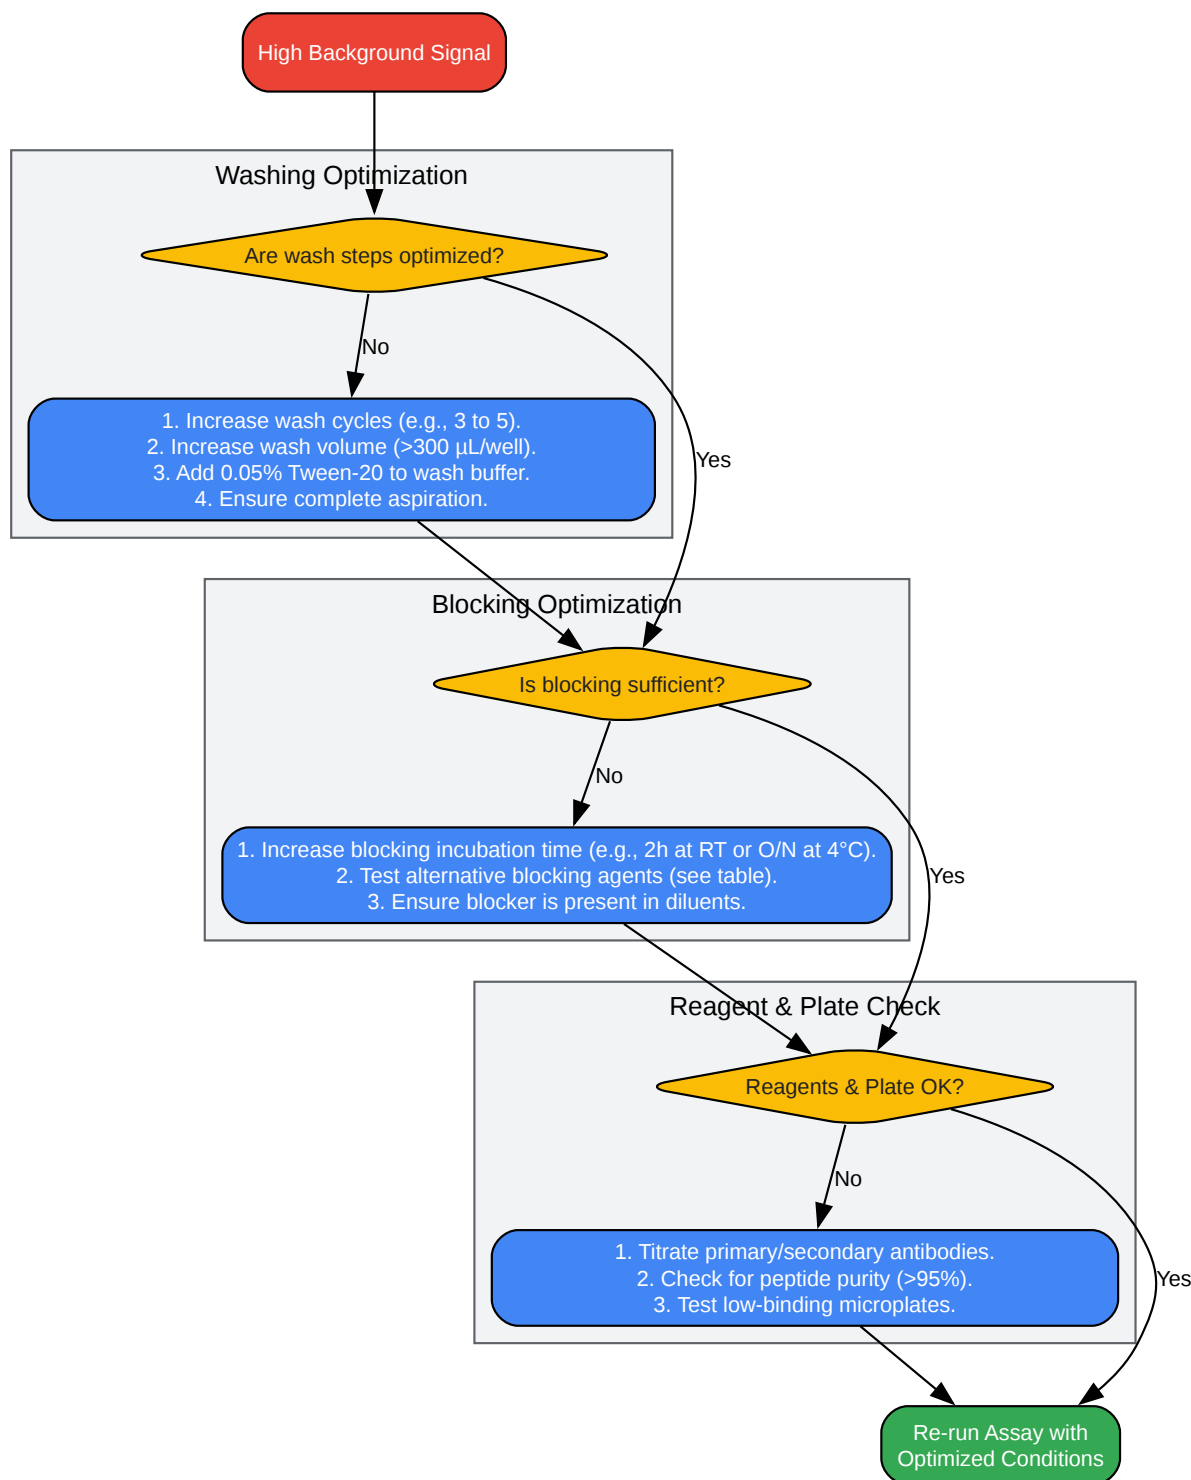 High Background Signal
Washing Optimization
Are wash steps optimized?
No
1. Increase wash cycles (e.g., 3 to 5).
2. Increase wash volume (>300 µL/well).
3. Add 0.05% Tween-20 to wash buffer.
4. Ensure complete aspiration.
Yes
Blocking Optimization
Is blocking sufficient?
No
1. Increase blocking incubation time (e.g., 2h at RT or O/N at 4°C).
2. Test alternative blocking agents (see table).
3. Ensure blocker is present in diluents.
Yes
Reagent & Plate Check
Reagents & Plate OK?
No
1. Titrate primary/secondary antibodies.
2. Check for peptide purity (>95%).
3. Test low-binding microplates.
Yes
Re-run Assay with
Optimized Conditions